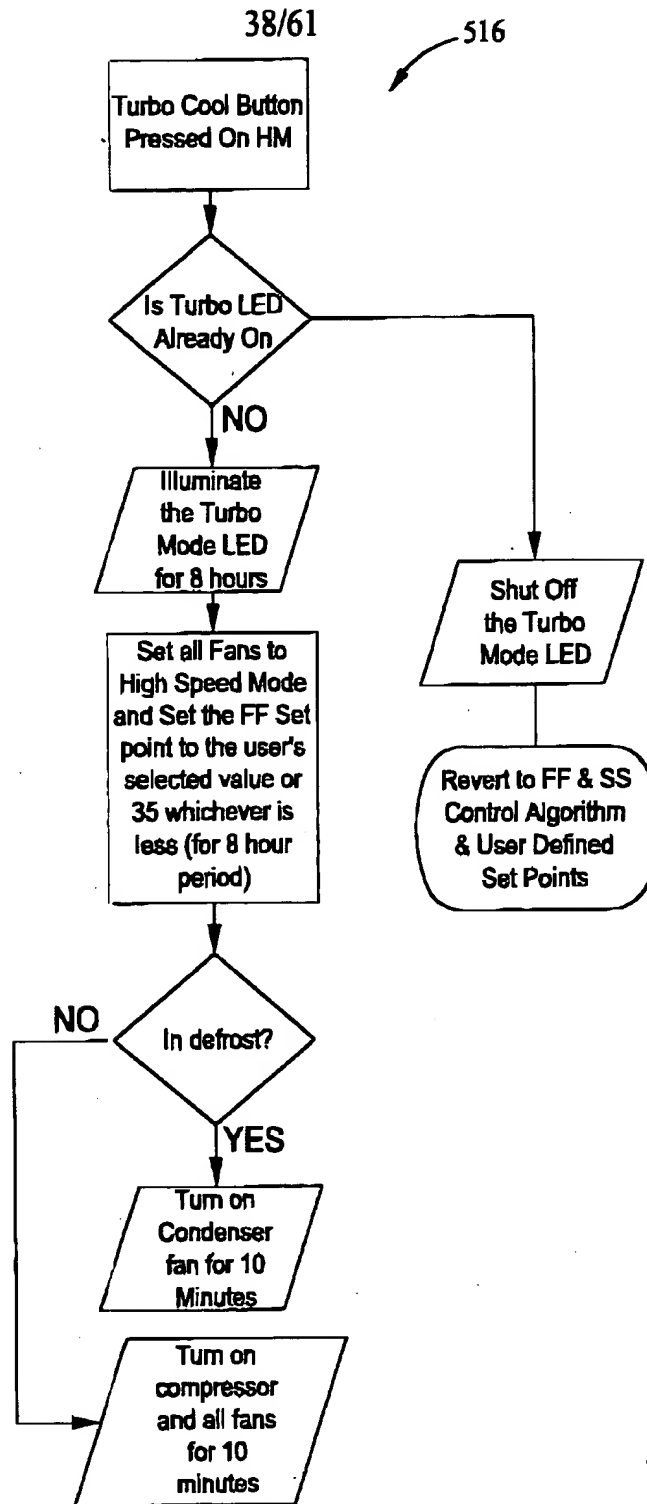 38/61
516
Turbo Cool Button
Pressed On HM
Is Turbo LED
Already On
NO
Illuminate
the Turbo
Mode LED
for 8 hours
Shut Off
the Turbo
Mode LED
Set all Fans to
High Speed Mode
and Set the FF Set
point to the user's
selected value or
35 whichever is
less (for 8 hour
period)
Revert to FF & SS
Control Algorithm
& User Defined
Set Points
In defrost?
NO
YES
Turn on
Condenser
fan for 10
Minutes
Turn on
compressor
and all fans
for 10
minutes